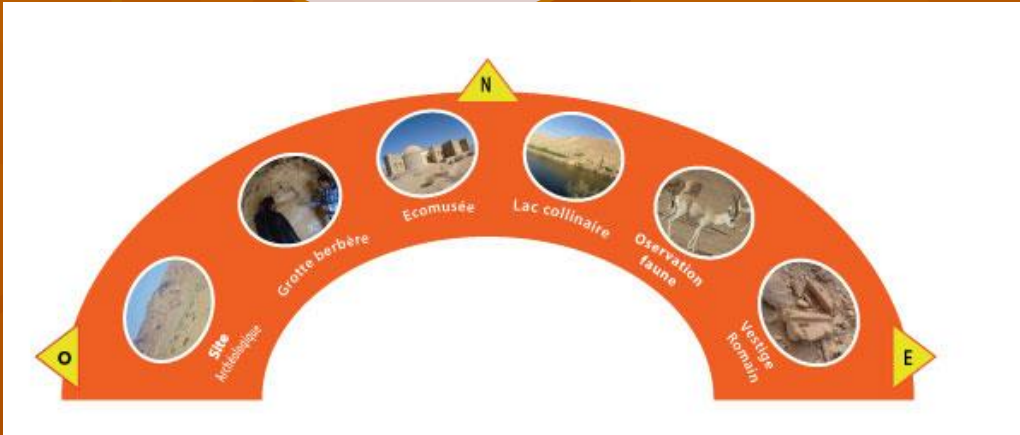 N
Ecomusée
Lac collinaire
Grotte berbère
Oservation
faune
Site
Archéologique
Vestige
Romain
O
E